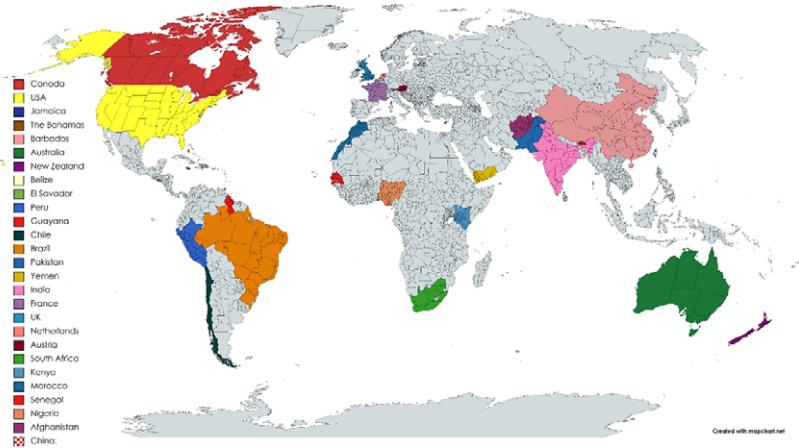 Canada
USA
Jamaica
The Bahamas
Barbados
Australia
New Zealand
Belize
El Savador
Peru
Guayana
Chile
Brazil
Pakistan
Yemen
India
France
UK
Netherlands
Austria
South Africa
Kenya
Morocco
Senegal
Nigeria
Afghanistan
China:
Created with mapchart.net